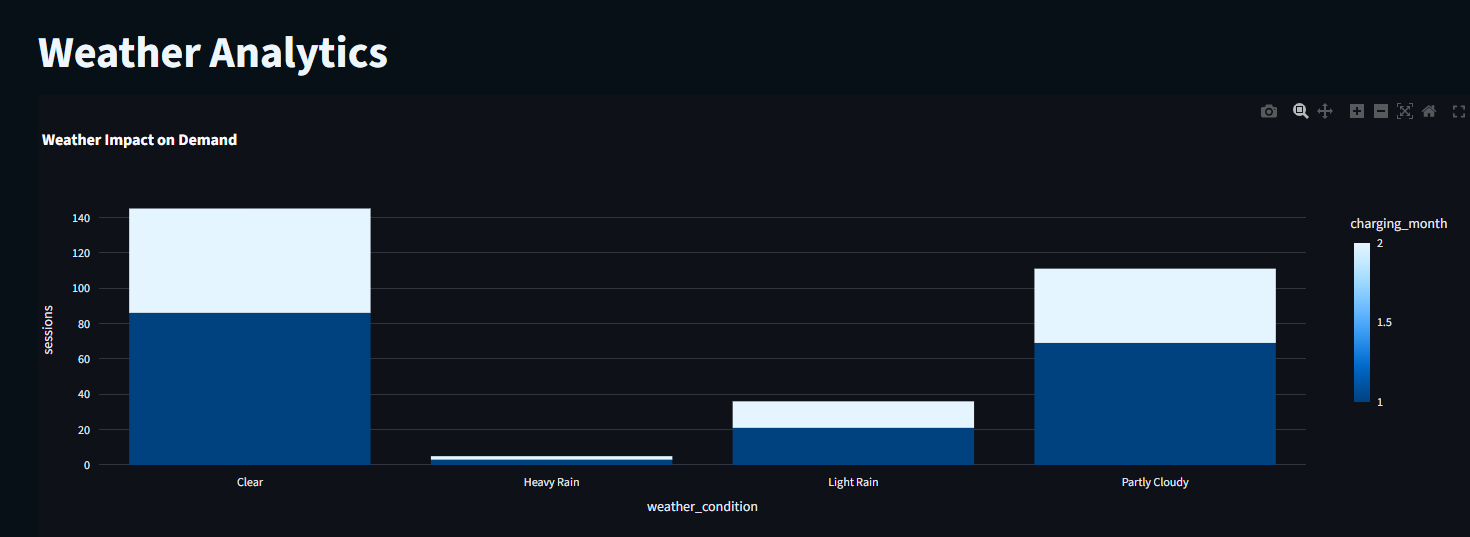 Weather Analytics
Weather Impact on Demand
140
120
100
80
60
40
20
0
sessions
Clear
Heavy Rain
Light Rain
Partly Cloudy
weather_condition
charging_month
2
1.5
1